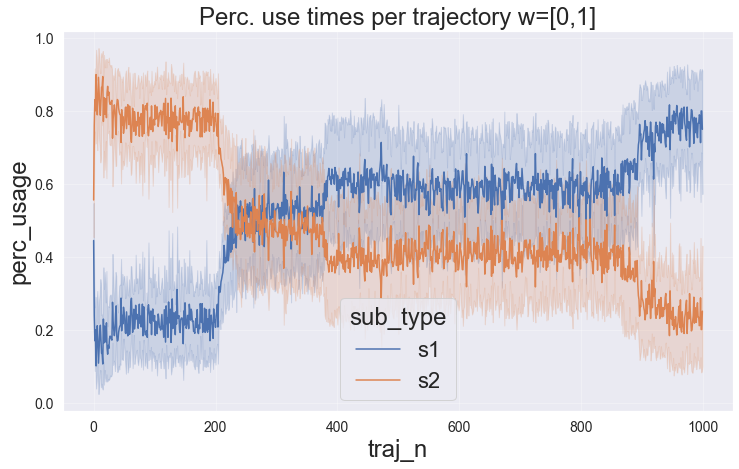 Perc. use times per trajectory w=[0,1]
perc_usage
1.0
0.8
0.6
0.4
0.2
0.0
sub_type
s1
s2
0 200 400 600 800 1000
traj_n